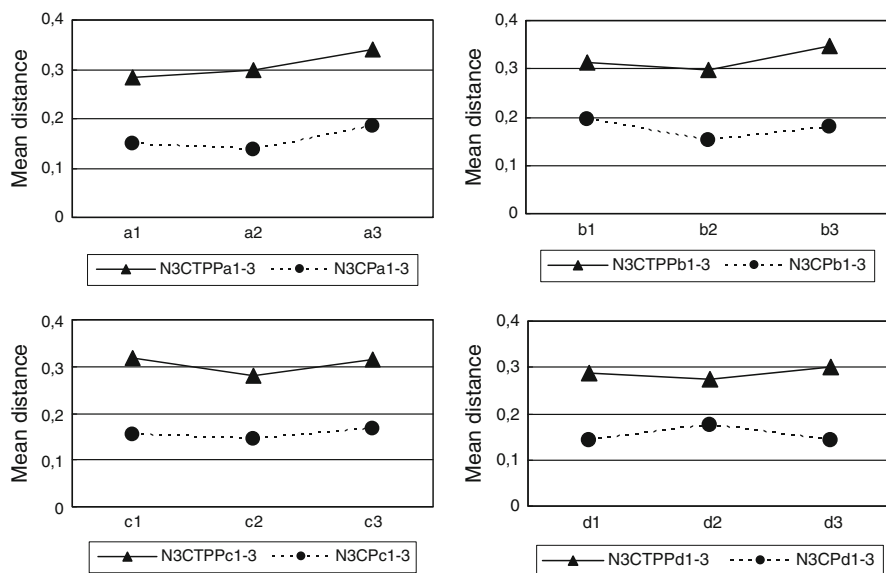 0,4
0,3
0,2
0,1
0
Mean distance
a1 a2 a3
N3CTPPa1-3 N3CPa1-3
0,4
0,3
0,2
0,1
0
Mean distance
b1 b2 b3
N3CTPPb1-3 N3CPb1-3
0,4
0,3
0,2
0,1
0
Mean distance
c1 c2 c3
N3CTPPc1-3 N3CPc1-3
0,4
0,3
0,2
0,1
0
Mean distance
d1 d2 d3
N3CTPPd1-3 N3CPd1-3